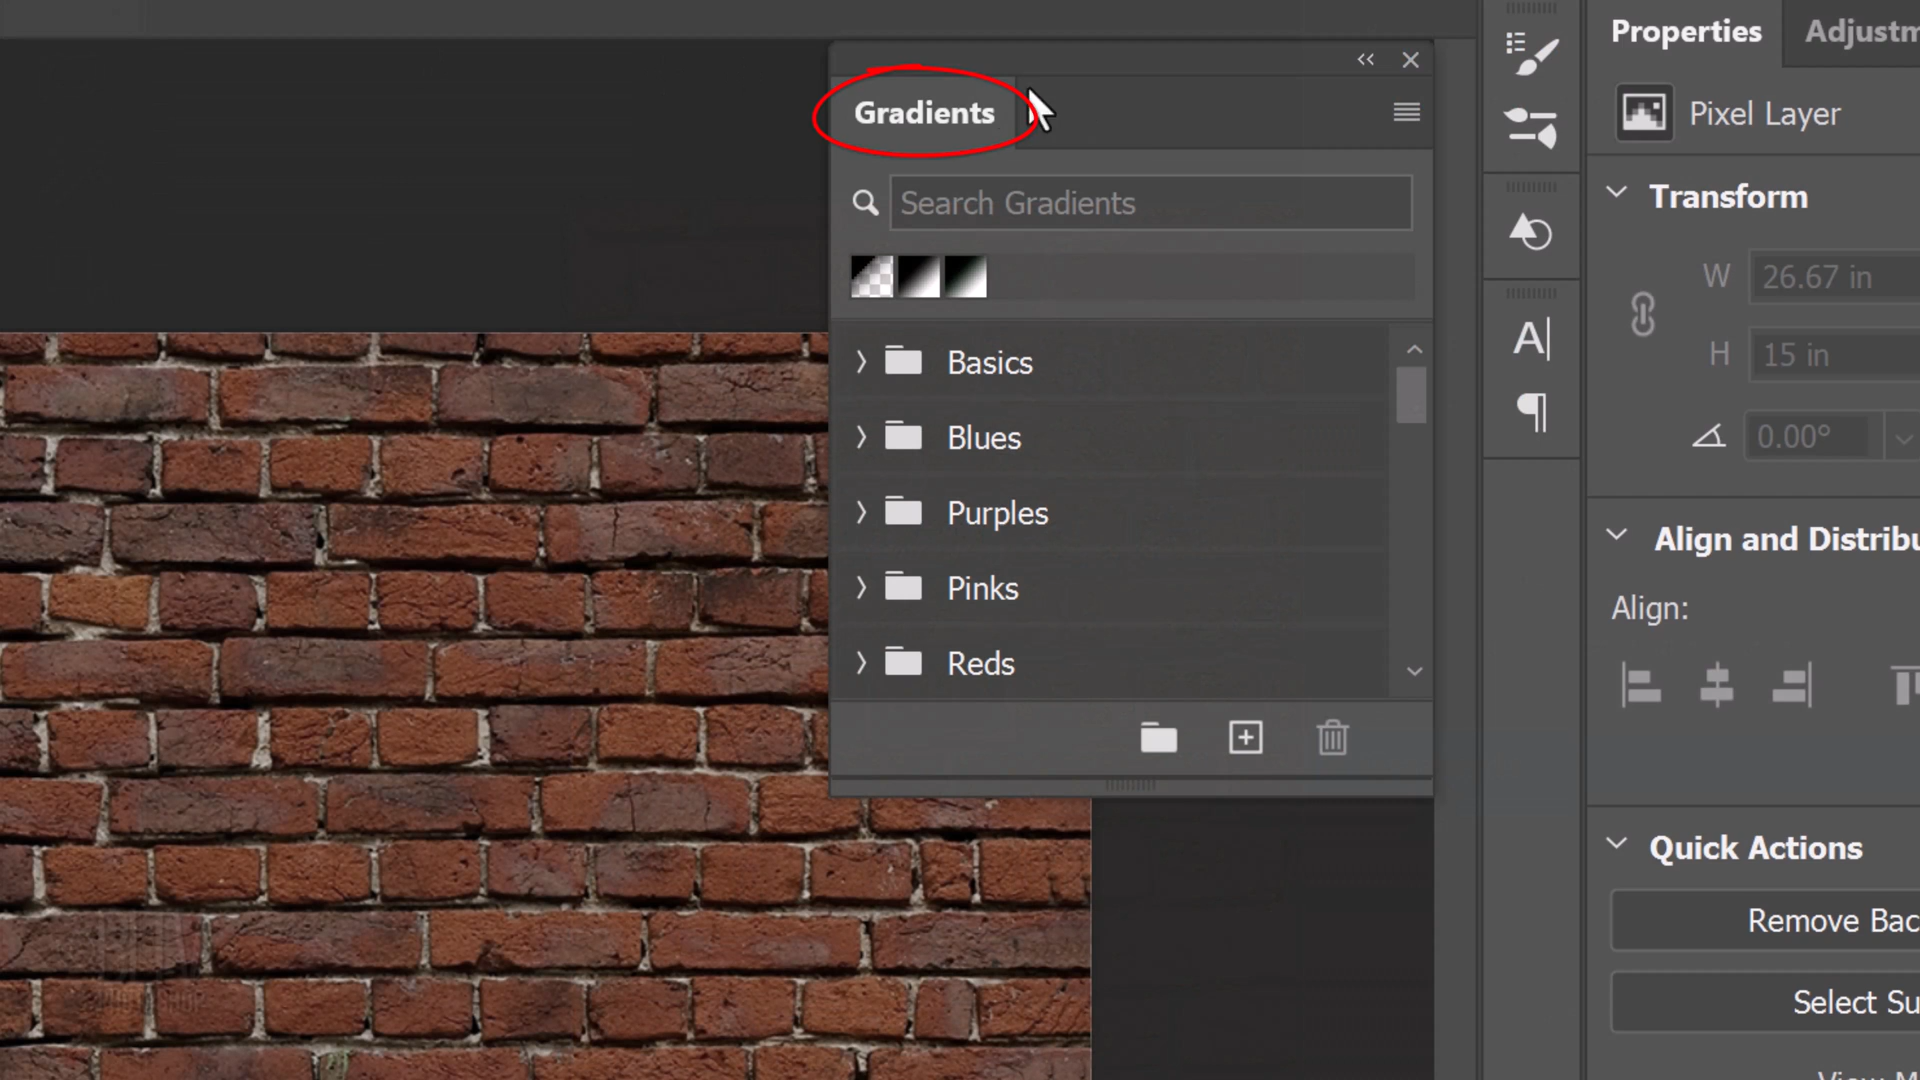 Properties
Adjustm
Gradients
Pixel Layer
Search Gradients
Transform
W 26.67 in
H 15 in
0.00°
Basics
Blues
Purples
Pinks
Reds
A
Align and Distribu
Align:
Quick Actions
Remove Bac
Select Su